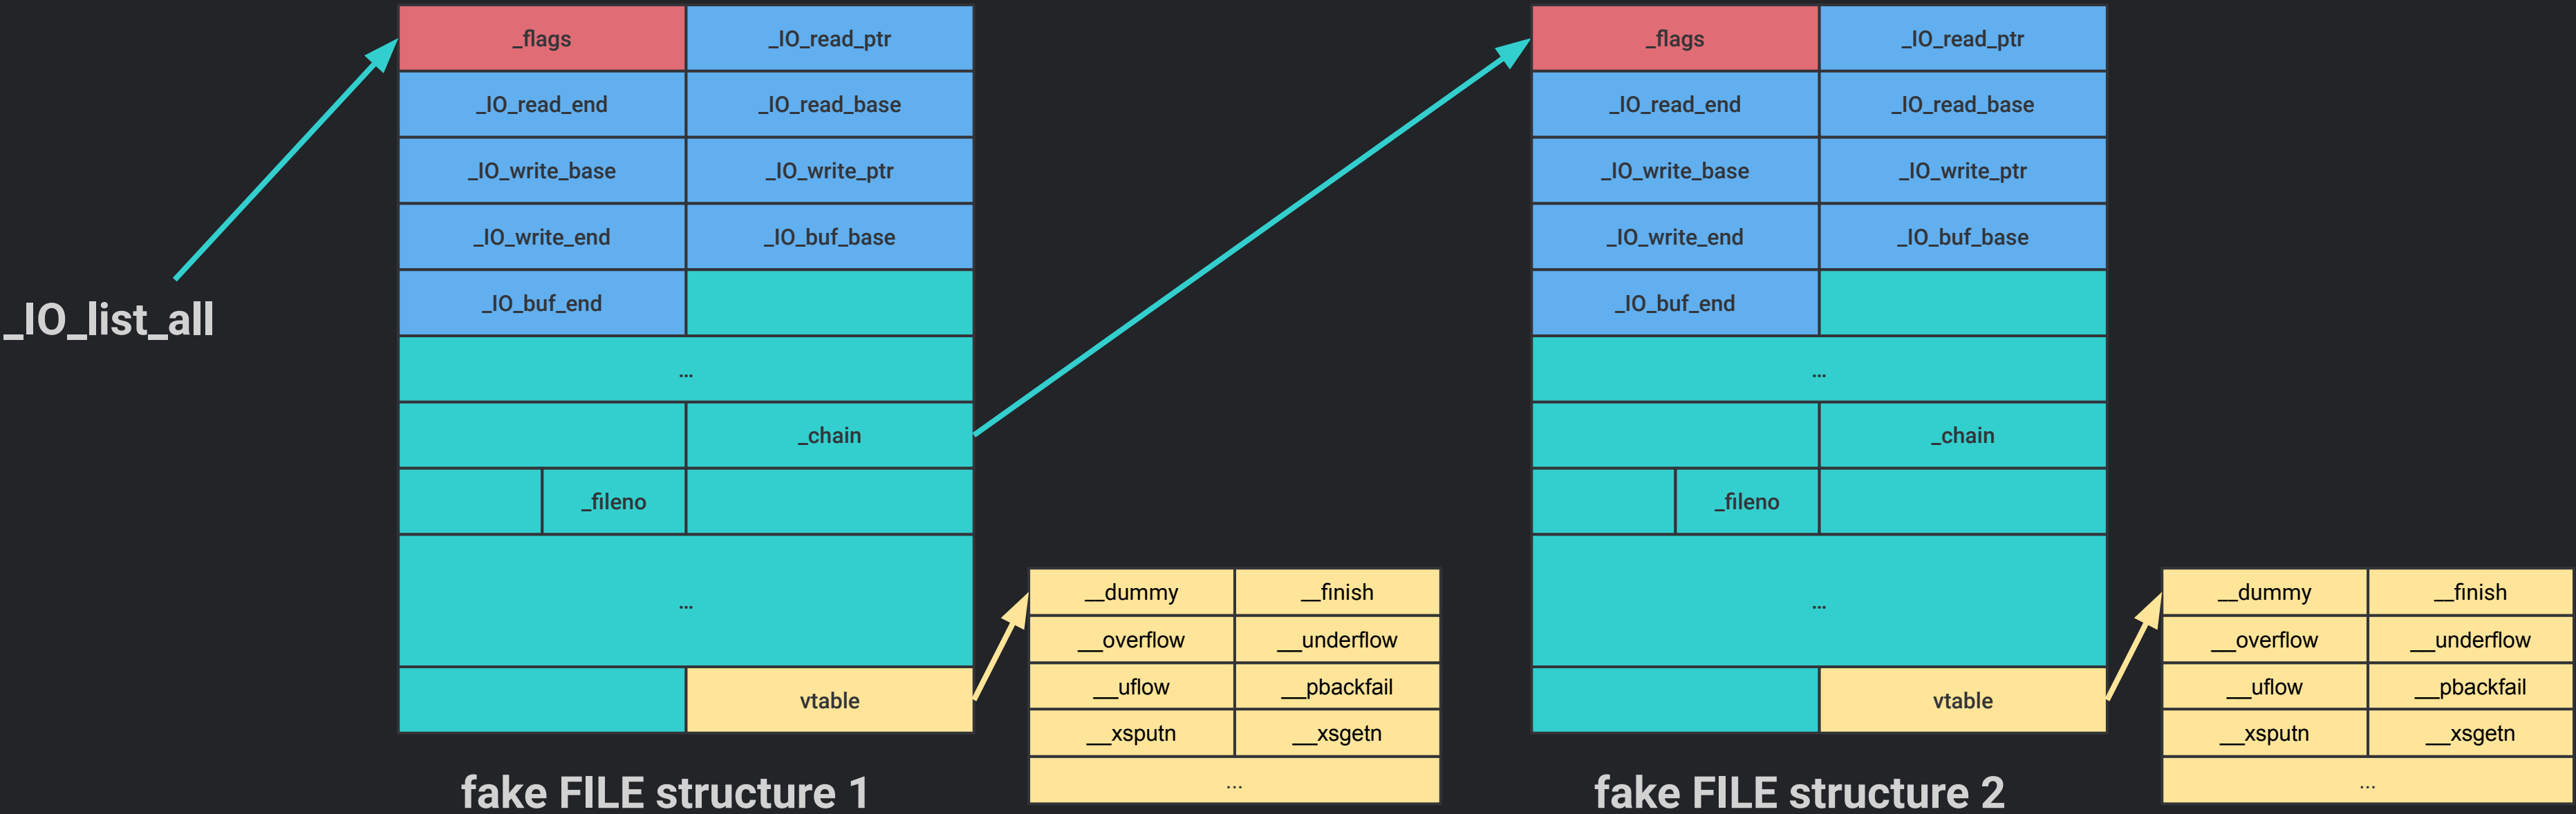 _IO_list_all
_flags _IO_read_ptr
_IO_read_end _IO_read_base
_IO_write_base _IO_write_ptr
_IO_write_end _IO_buf_base
_IO_buf_end
...
_chain
_fileno
...
vtable
fake FILE structure 1
__dummy __finish
__overflow __underflow
__uflow __pbackfail
__xsputn __xsgetn
...
_flags _IO_read_ptr
_IO_read_end _IO_read_base
_IO_write_base _IO_write_ptr
_IO_write_end _IO_buf_base
_IO_buf_end
...
_chain
_fileno
...
vtable
fake FILE structure 2
__dummy __finish
__overflow __underflow
__uflow __pbackfail
__xsputn __xsgetn
...